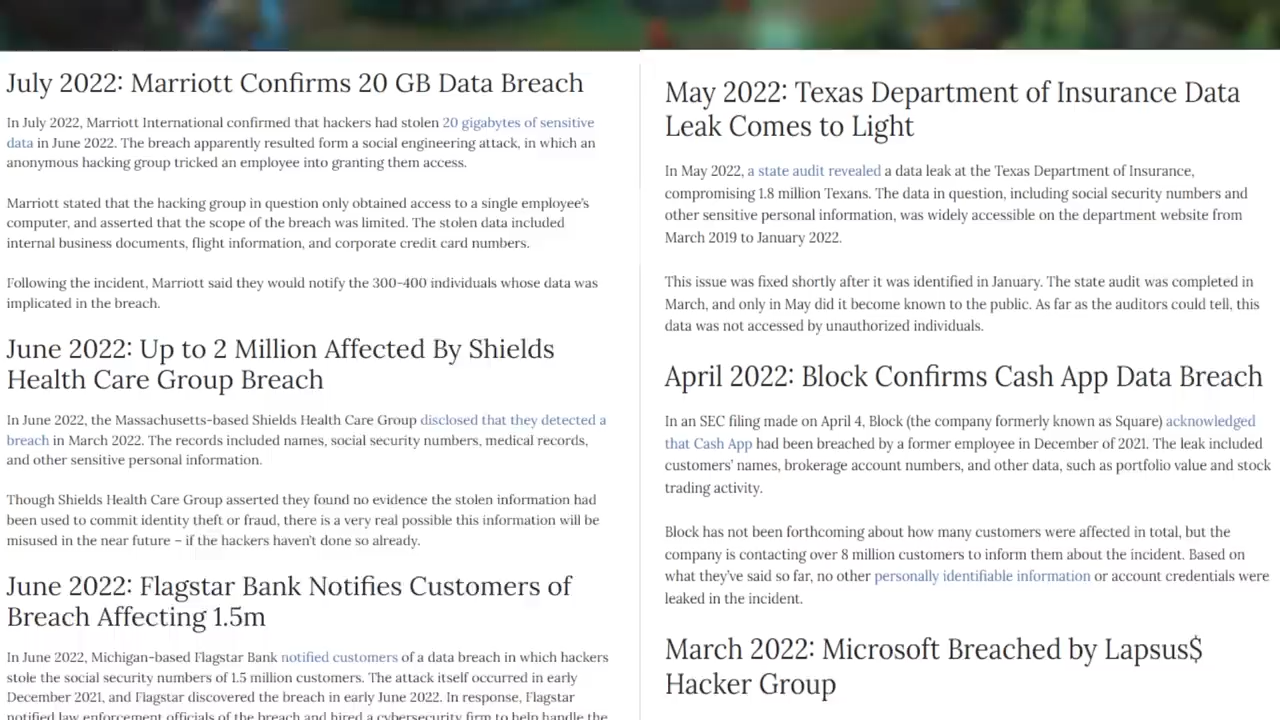 July 2022: Marriott Confirms 20 GB Data Breach
In July 2022, Marriott International confirmed that hackers had stolen 20 gigabytes of sensitive
data in June 2022. The breach apparently resulted form a social engineering attack, in which an
anonymous hacking group tricked an employee into granting them access.
Marriott stated that the hacking group in question only obtained access to a single employee's
computer, and asserted that the scope of the breach was limited. The stolen data included
internal business documents, flight information, and corporate credit card numbers.
Following the incident, Marriott said they would notify the 300-400 individuals whose data was
implicated in the breach.
June 2022: Up to 2 Million Affected By Shields
Health Care Group Breach
In June 2022, the Massachusetts-based Shields Health Care Group disclosed that they detected a
breach in March 2022. The records included names, social security numbers, medical records,
and other sensitive personal information.
Though Shields Health Care Group asserted they found no evidence the stolen information had
been used to commit identity theft or fraud, there is a very real possible this information will be
misused in the near future – if the hackers haven't done so already.
June 2022: Flagstar Bank Notifies Customers of
Breach Affecting 1.5m
In June 2022, Michigan-based Flagstar Bank notified customers of a data breach in which hackers
stole the social security numbers of 1.5 million customers. The attack itself occurred in early
December 2021, and Flagstar discovered the breach in early June 2022. In response, Flagstar
notified law enforcement officials of the breach and hired a cybersecurity firm to help handle the
May 2022: Texas Department of Insurance Data
Leak Comes to Light
In May 2022, a state audit revealed a data leak at the Texas Department of Insurance,
compromising 1.8 million Texans. The data in question, including social security numbers and
other sensitive personal information, was widely accessible on the department website from
March 2019 to January 2022.
This issue was fixed shortly after it was identified in January. The state audit was completed in
March, and only in May did it become known to the public. As far as the auditors could tell, this
data was not accessed by unauthorized individuals.
April 2022: Block Confirms Cash App Data Breach
In an SEC filing made on April 4, Block (the company formerly known as Square) acknowledged
that Cash App had been breached by a former employee in December of 2021. The leak included
customers' names, brokerage account numbers, and other data, such as portfolio value and stock
trading activity.
Block has not been forthcoming about how many customers were affected in total, but the
company is contacting over 8 million customers to inform them about the incident. Based on
what they've said so far, no other personally identifiable information or account credentials were
leaked in the incident.
March 2022: Microsoft Breached by Lapsus$
Hacker Group